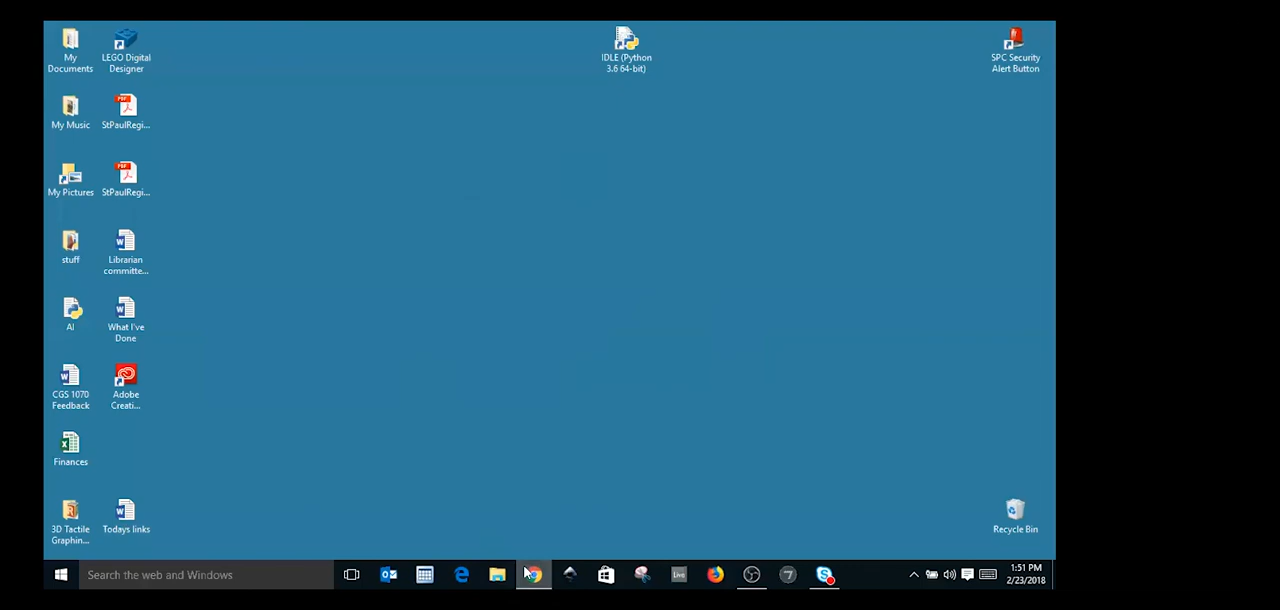 My
Documents
LEGO Digital
Designer
IDLE (Python
3.6 64-bit)
SPC Security
Alert Button
My Music
StPaulRegi...
My Pictures
StPaulRegi...
stuff
Librarian
committe...
AI
What I've
Done
CGS 1070
Feedback
Adobe
Creati...
Finances
3D Tactile
Graphin...
Todays links
Recycle Bin
Search the web and Windows
Live
7
1:51 PM
2/23/2018